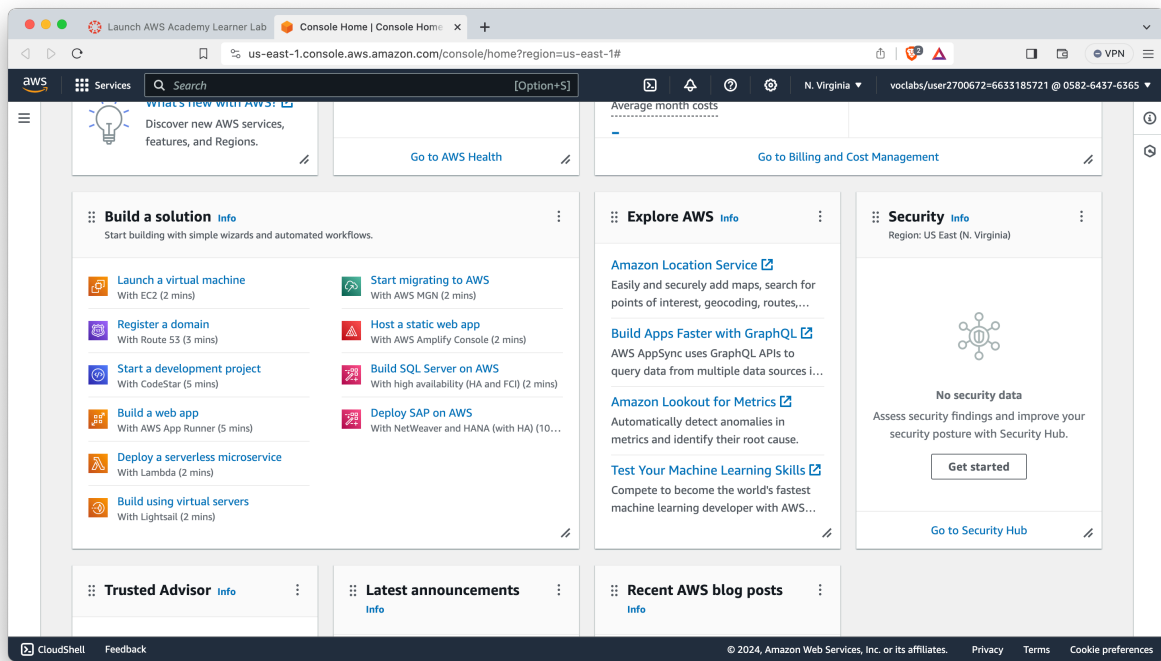 Launch AWS Academy Learner Lab
Console Home | Console Home
us-east-1.console.aws.amazon.com/console/home?region=us-east-1#
2
VPN
aws
Services
Search
[Option+S]
N. Virginia
voclabs/user2700672=6633185721 @ 0582-6437-6365
What's new with AWS?
Discover new AWS services,
features, and Regions.
Go to AWS Health
Average month costs
–
Go to Billing and Cost Management
Build a solution Info
Start building with simple wizards and automated workflows.
Launch a virtual machine
With EC2 (2 mins)
Register a domain
With Route 53 (3 mins)
Start a development project
With CodeStar (5 mins)
Build a web app
With AWS App Runner (5 mins)
Deploy a serverless microservice
With Lambda (2 mins)
Build using virtual servers
With Lightsail (2 mins)
Start migrating to AWS
With AWS MGN (2 mins)
Host a static web app
With AWS Amplify Console (2 mins)
Build SQL Server on AWS
With high availability (HA and FCI) (2 mins)
Deploy SAP on AWS
With NetWeaver and HANA (with HA) (10...
Explore AWS Info
Amazon Location Service
Easily and securely add maps, search for
points of interest, geocoding, routes,...
Build Apps Faster with GraphQL
AWS AppSync uses GraphQL APIs to
query data from multiple data sources i...
Amazon Lookout for Metrics
Automatically detect anomalies in
metrics and identify their root cause.
Test Your Machine Learning Skills
Compete to become the world's fastest
machine learning developer with AWS...
Security Info
Region: US East (N. Virginia)
No security data
Assess security findings and improve your
security posture with Security Hub.
Get started
Go to Security Hub
Trusted Advisor Info
Latest announcements
Info
Recent AWS blog posts
Info
CloudShell
Feedback
© 2024, Amazon Web Services, Inc. or its affiliates.
Privacy
Terms
Cookie preferences